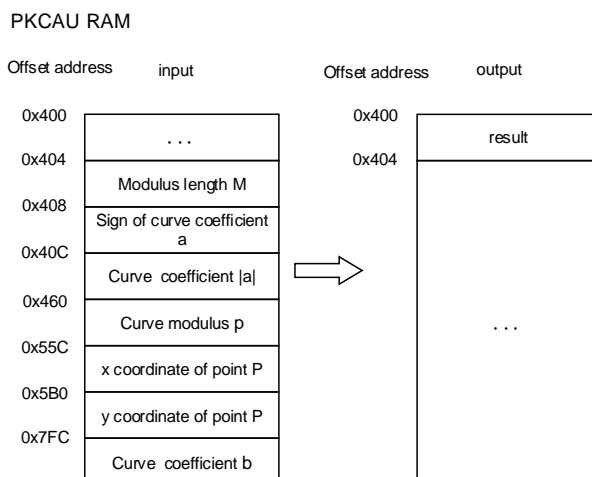 PKCAU RAM
Offset address input Offset address output
0x400 0x400
. . . result
0x404 0x404
Modulus length M
0x408
Sign of curve coefficient
a
0x40C
Curve coefficient |a|
0x460
Curve modulus p . . .
0x55C
x coordinate of point P
0x5B0
y coordinate of point P
0x7FC
Curve coefficient b